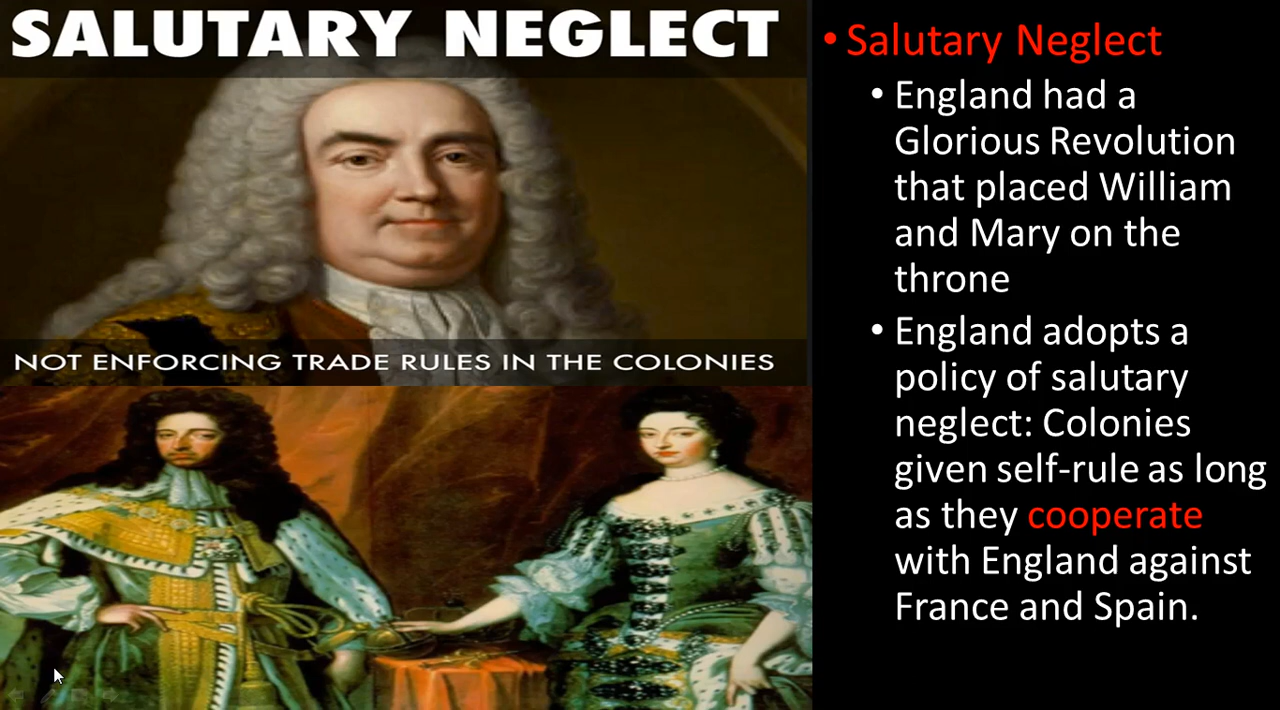 SALUTARY NEGLECT
NOT ENFORCING TRADE RULES IN THE COLONIES
• Salutary Neglect
• England had a
Glorious Revolution
that placed William
and Mary on the
throne
• England adopts a
policy of salutary
neglect: Colonies
given self-rule as long
as they cooperate
with England against
France and Spain.